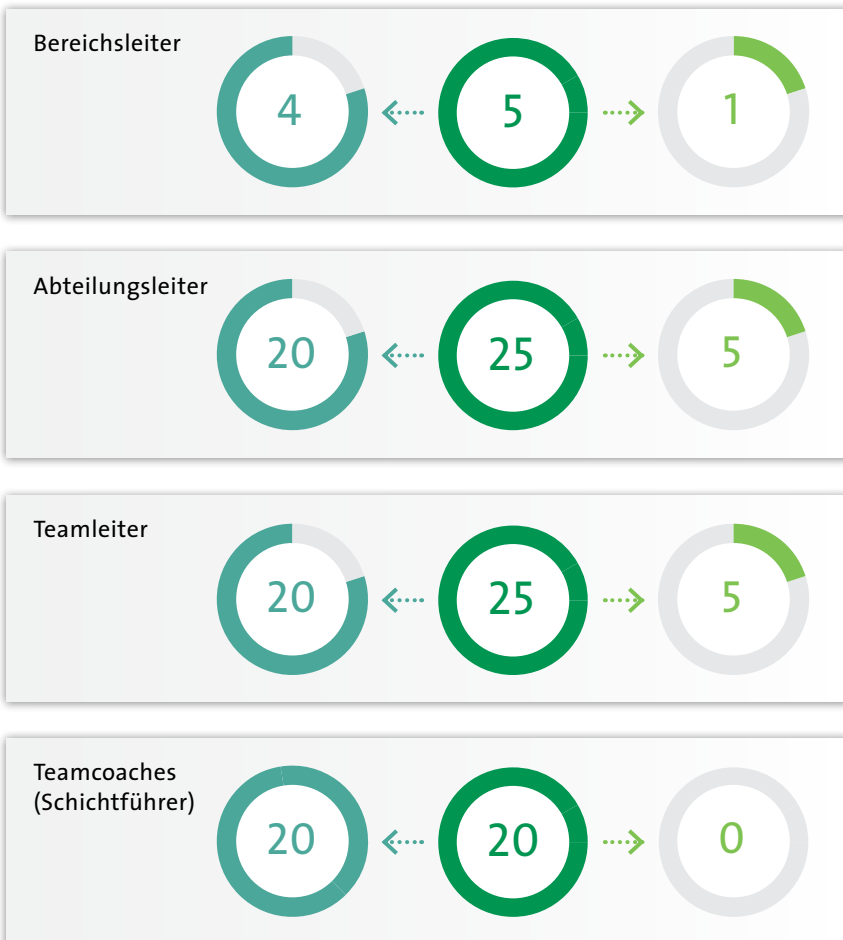 Bereichsleiter
4 5 1
Abteilungsleiter
20 25 5
Teamleiter
20 25 5
Teamcoaches
(Schichtführer)
20 20 0